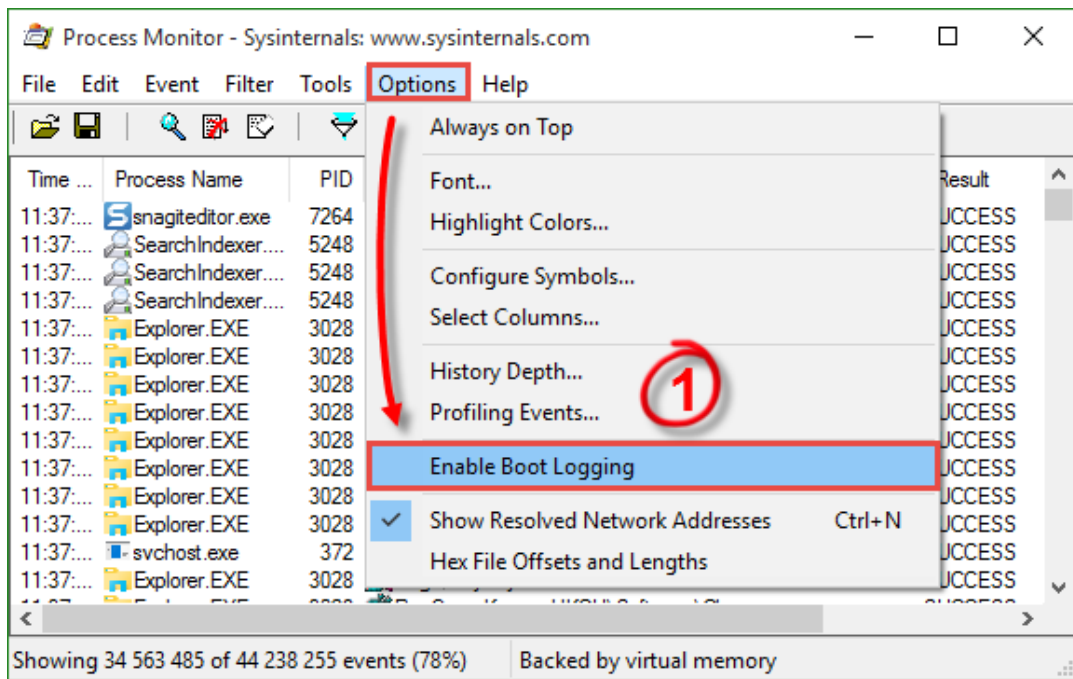 Process Monitor - Sysinternals: www.sysinternals.com
File Edit Event Filter Tools Options Help
Always on Top
Time ... Process Name PID Result
Font...
11:37:... snagiteditor.exe 7264
Highlight Colors...
11:37:... SearchIndexer.... 5248
11:37:... SearchIndexer.... 5248
Configure Symbols...
11:37:... SearchIndexer.... 5248
Select Columns...
11:37:... Explorer.EXE 3028
11:37:... Explorer.EXE 3028
History Depth...
1
11:37:... Explorer.EXE 3028
11:37:... Explorer.EXE 3028
Profiling Events...
11:37:... Explorer.EXE 3028
11:37:... Explorer.EXE 3028
Enable Boot Logging
11:37:... Explorer.EXE 3028
11:37:... Explorer.EXE 3028
Show Resolved Network Addresses Ctrl+N
11:37:... svchost.exe 372
Hex File Offsets and Lengths
11:37:... Explorer.EXE 3028
Showing 34 563 485 of 44 238 255 events (78%) Backed by virtual memory